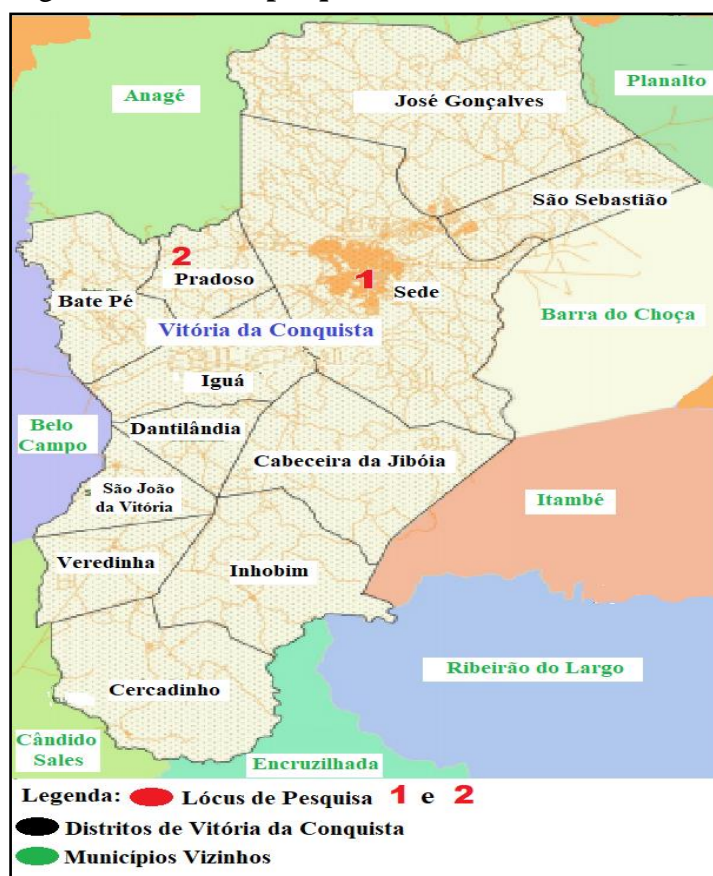 Planalto
Anagé
José Gonçalves
São Sebastião
2
Pradoso
1
Bate Pé
Sede
Barra do Choça
Vitória da Conquista
Iguá
Belo
Campo
Dantilândia
Cabeceira da Jibóia
São João
da Vitória
Itambé
Veredinha
Inhobim
Ribeirão do Largo
Cercadinho
Cândido
Sales
Encruzilhada
Legenda: Lócus de Pesquisa 1 e 2
Distritos de Vitória da Conquista
Municípios Vizinhos